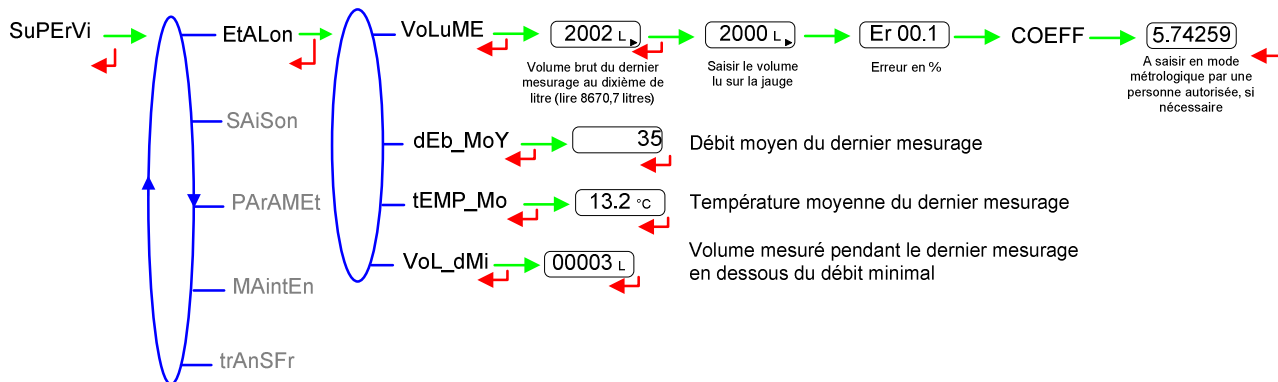 SuPErVi
EtALon
VoLuME
2002 L
2000 L
Er 00.1
COEFF
5.74259
Volume brut du dernier
mesurage au dixième de
litre (lire 8670,7 litres)
Saisir le volume
lu sur la jauge
Erreur en %
A saisir en mode
métrologique par une
personne autorisée, si
nécessaire
SAiSon
dEb_MoY
35
Débit moyen du dernier mesurage
PArAMEt
tEMP_Mo
13.2 °C
Température moyenne du dernier mesurage
VoL_dMi
00003 L
Volume mesuré pendant le dernier mesurage
en dessous du débit minimal
MAintEn
trAnSFr